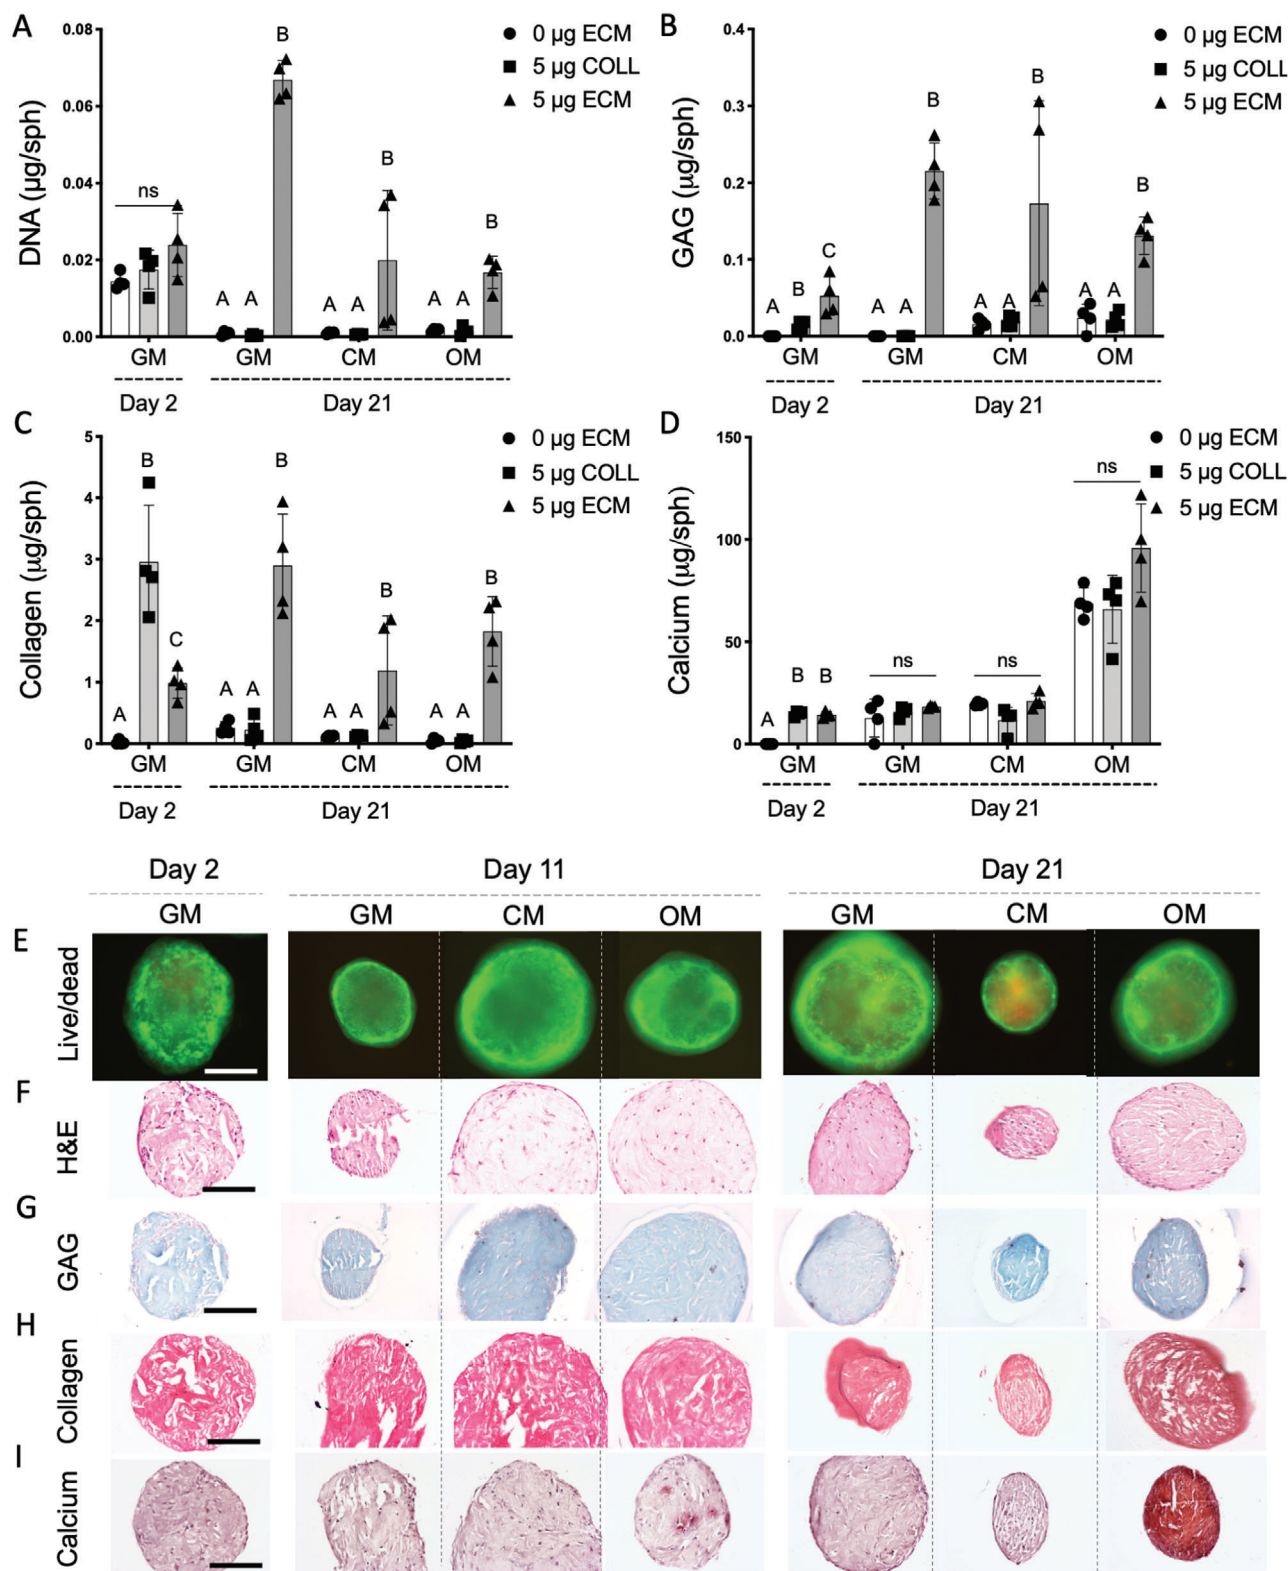 A
DNA (µg/sph)
0.08
0.06
0.04
0.02
0.00
0 µg ECM
5 µg COLL
5 µg ECM
ns
A A B
A A B
A A B
GM GM CM OM
Day 2 Day 21
B
GAG (µg/sph)
0.4
0.3
0.2
0.1
0.0
0 µg ECM
5 µg COLL
5 µg ECM
A B C
A A B
A A B
A A B
GM GM CM OM
Day 2 Day 21
C
Collagen (µg/sph)
5
4
3
2
1
0
0 µg ECM
5 µg COLL
5 µg ECM
A B C
A A B
A A B
A A B
GM GM CM OM
Day 2 Day 21
D
Calcium (µg/sph)
150
100
50
0
0 µg ECM
5 µg COLL
5 µg ECM
A B B
ns
ns
ns
GM GM CM OM
Day 2 Day 21
Day 2 Day 11 Day 21
GM GM CM OM GM CM OM
E
Live/dead
F
H&E
G
GAG
H
Collagen
I
Calcium